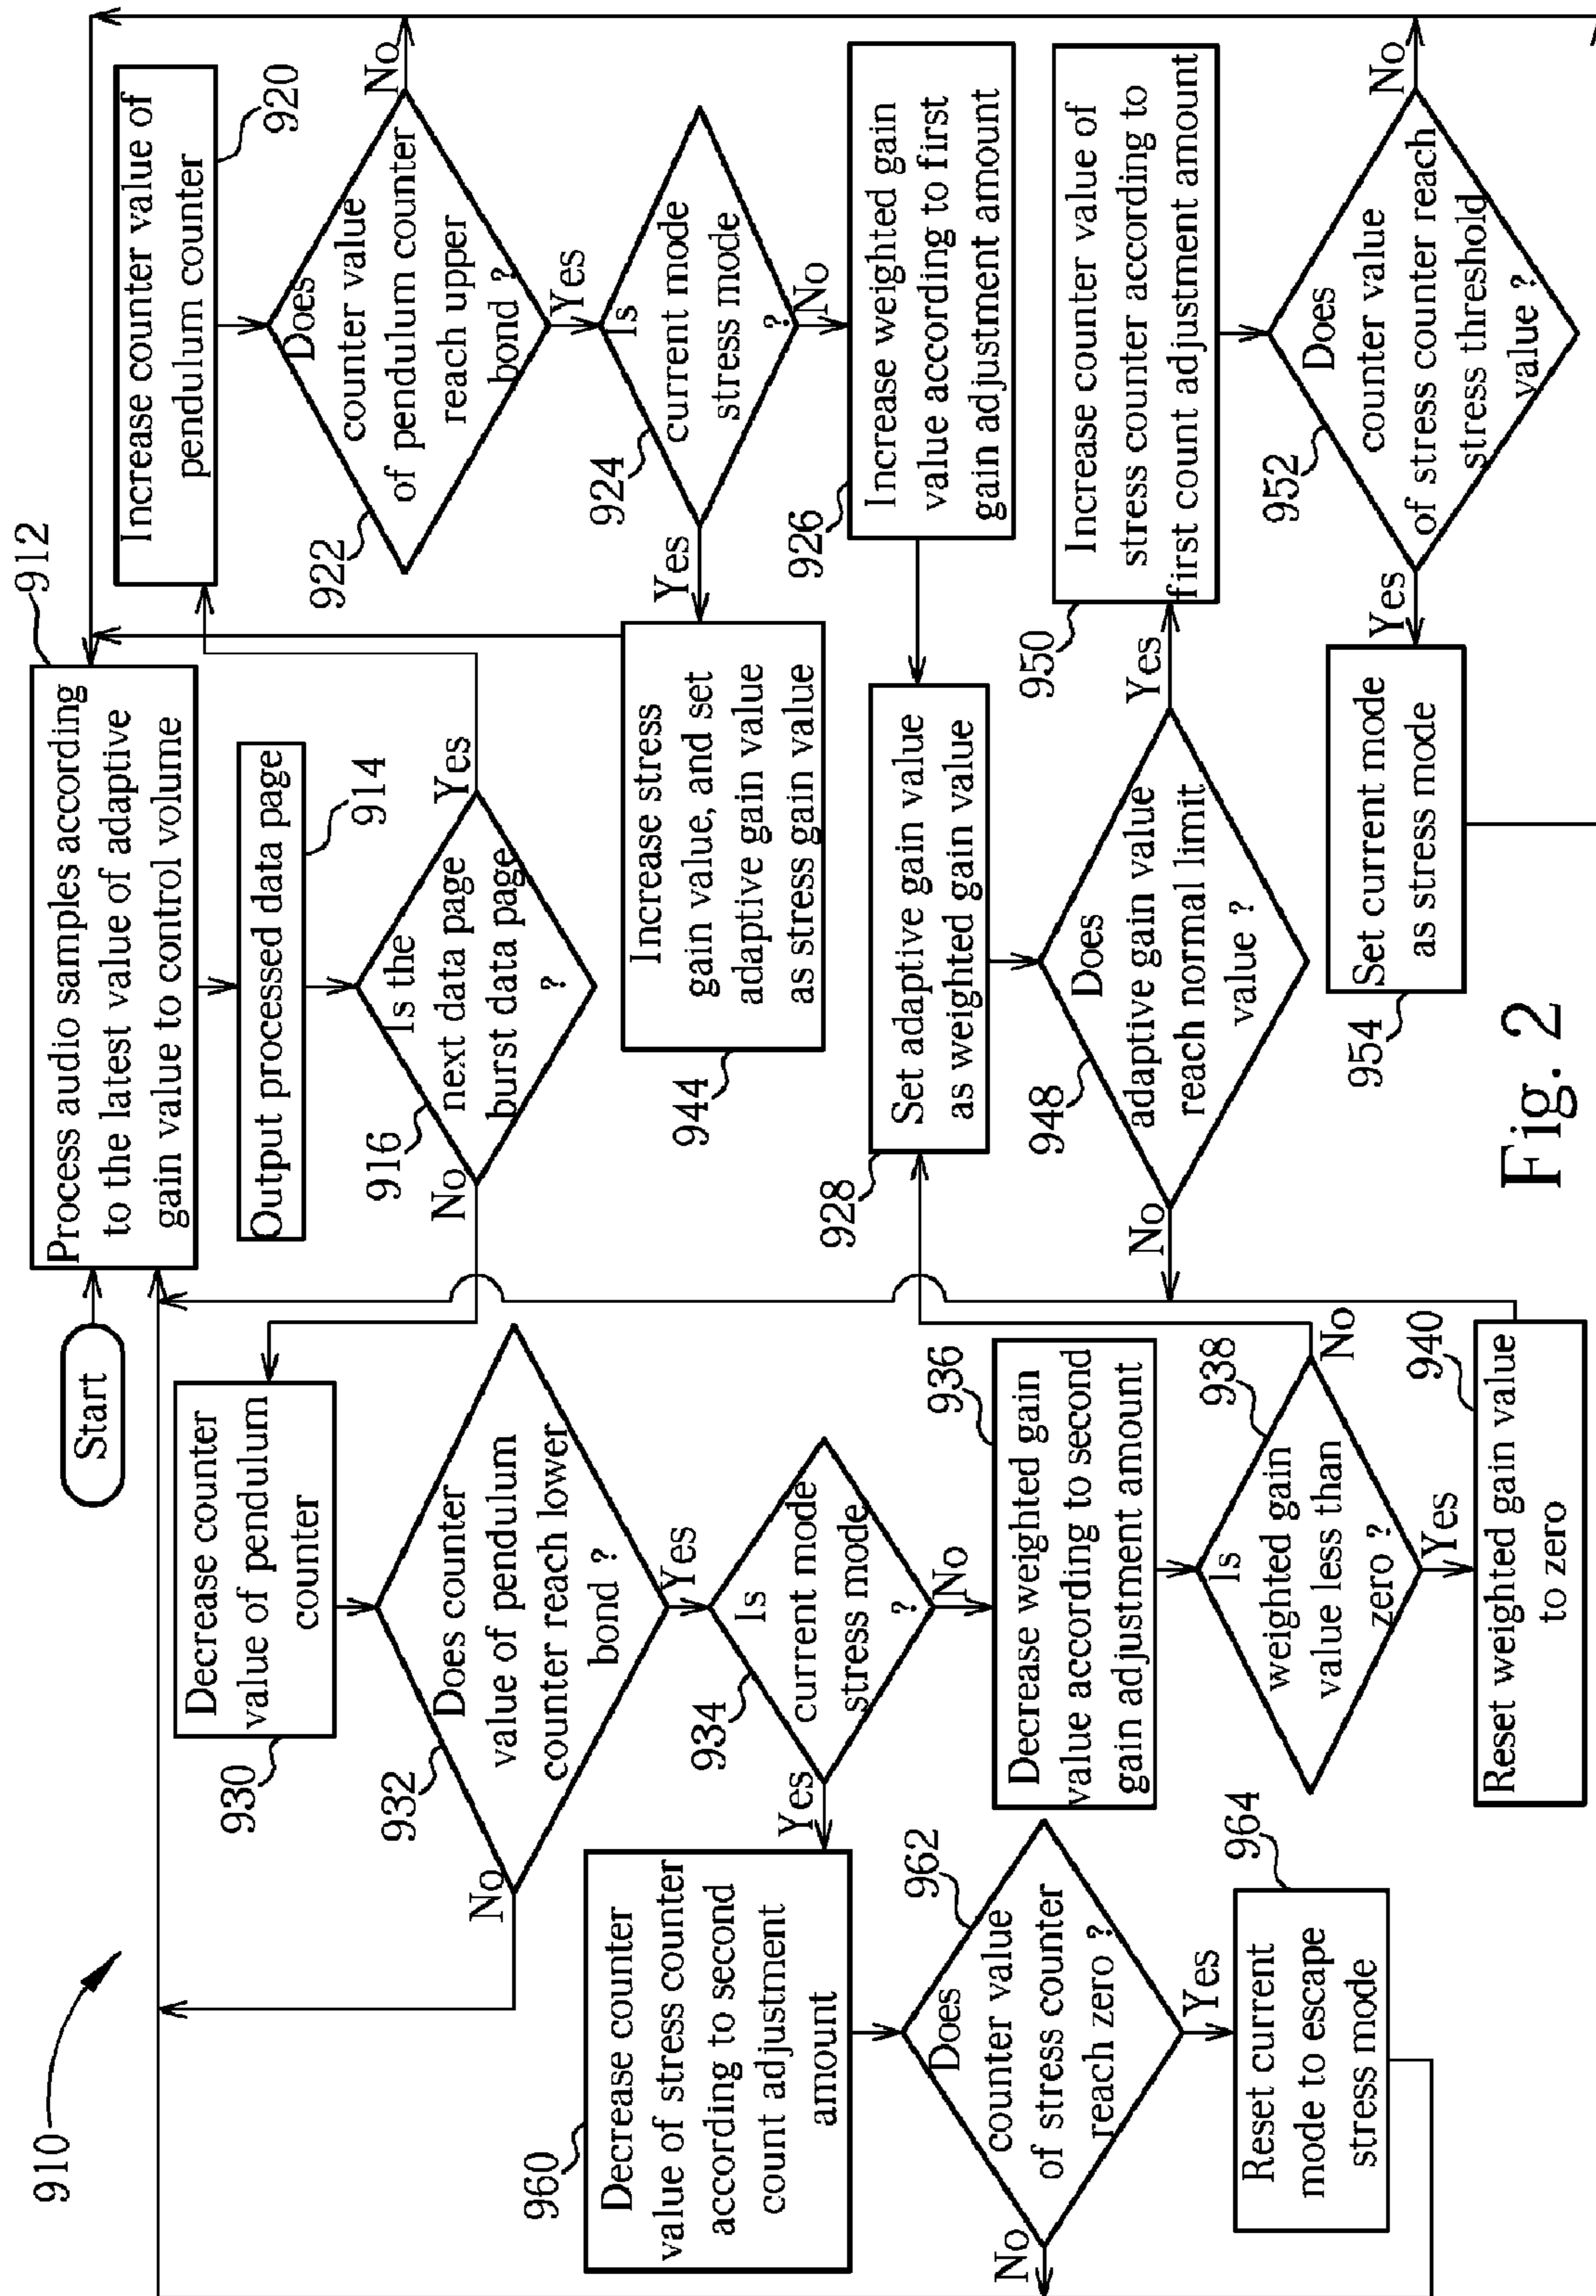 910
Start
Process audio samples according
to the latest value of adaptive
gain value to control volume
912
Output processed data page
914
Is the
next data page
burst data page
?
916
No
Yes
Decrease counter
value of pendulum
counter
930
Does counter
value of pendulum
counter reach lower
bond ?
932
No
Yes
Is
current mode
stress mode
?
934
Yes
No
Decrease weighted gain
value according to second
gain adjustment amount
936
Is
weighted gain
value less than
zero ?
938
No
Yes
Reset weighted gain value
to zero
940
Decrease counter
value of stress counter
according to second
count adjustment
amount
960
Does
counter value
of stress counter
reach zero ?
962
No
Yes
Reset current
mode to escape
stress mode
964
Increase counter value of
pendulum counter
920
Does
counter value
of pendulum counter
reach upper
bond ?
922
No
Yes
Is
current mode
stress mode
?
924
Yes
No
Increase stress
gain value, and set
adaptive gain value
as stress gain value
944
Increase weighted gain
value according to first
gain adjustment amount
926
Set adaptive gain value
as weighted gain value
928
Does
adaptive gain value
reach normal limit
value ?
948
No
Yes
Increase counter value of
stress counter according to
first count adjustment amount
950
Does
counter value
of stress counter reach
stress threshold
value ?
952
No
Yes
Set current mode
as stress mode
954
Fig. 2